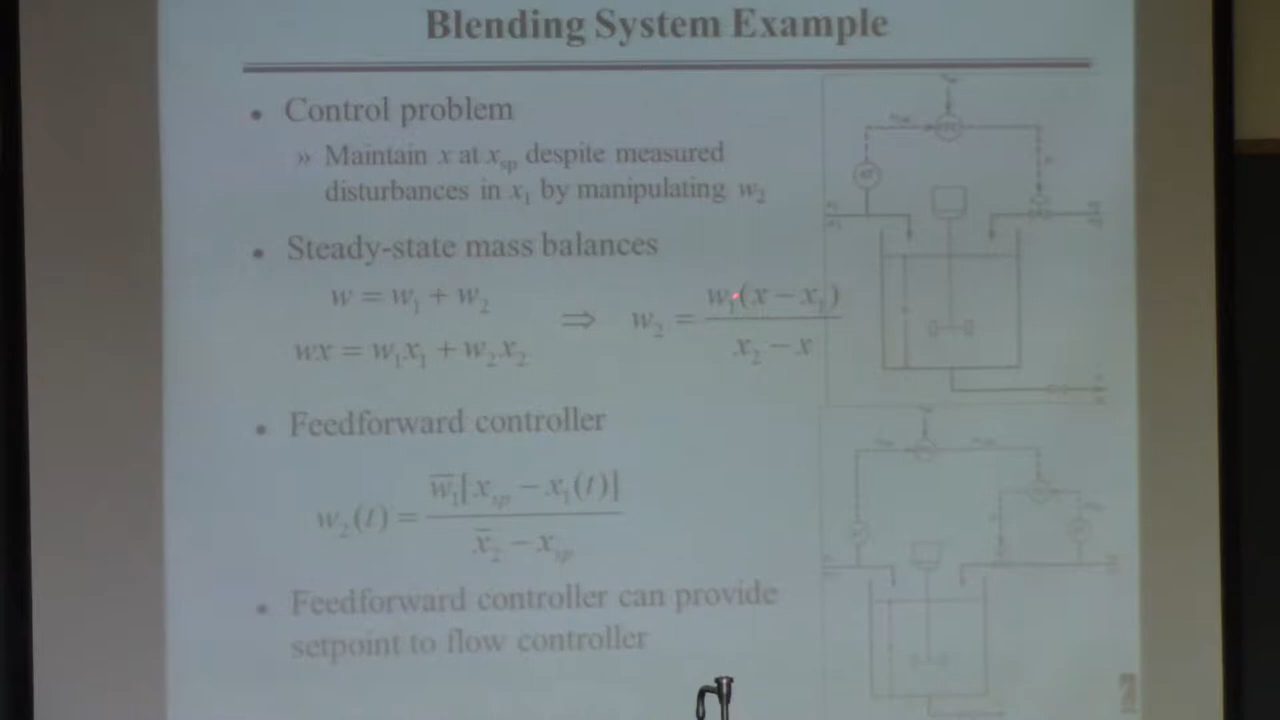 Blending System Example
• Control problem
» Maintain x at x_sp despite measured
disturbances in x_1 by manipulating w_2
• Steady-state mass balances
w = w_1 + w_2
wx = w_1x_1 + w_2x_2
⇒ w_2 = w_1(x − x_1) / x_2 − x
• Feedforward controller
w_2(t) = w̅_1[x_sp − x_1(t)] / x̅_2 − x_sp
• Feedforward controller can provide
setpoint to flow controller